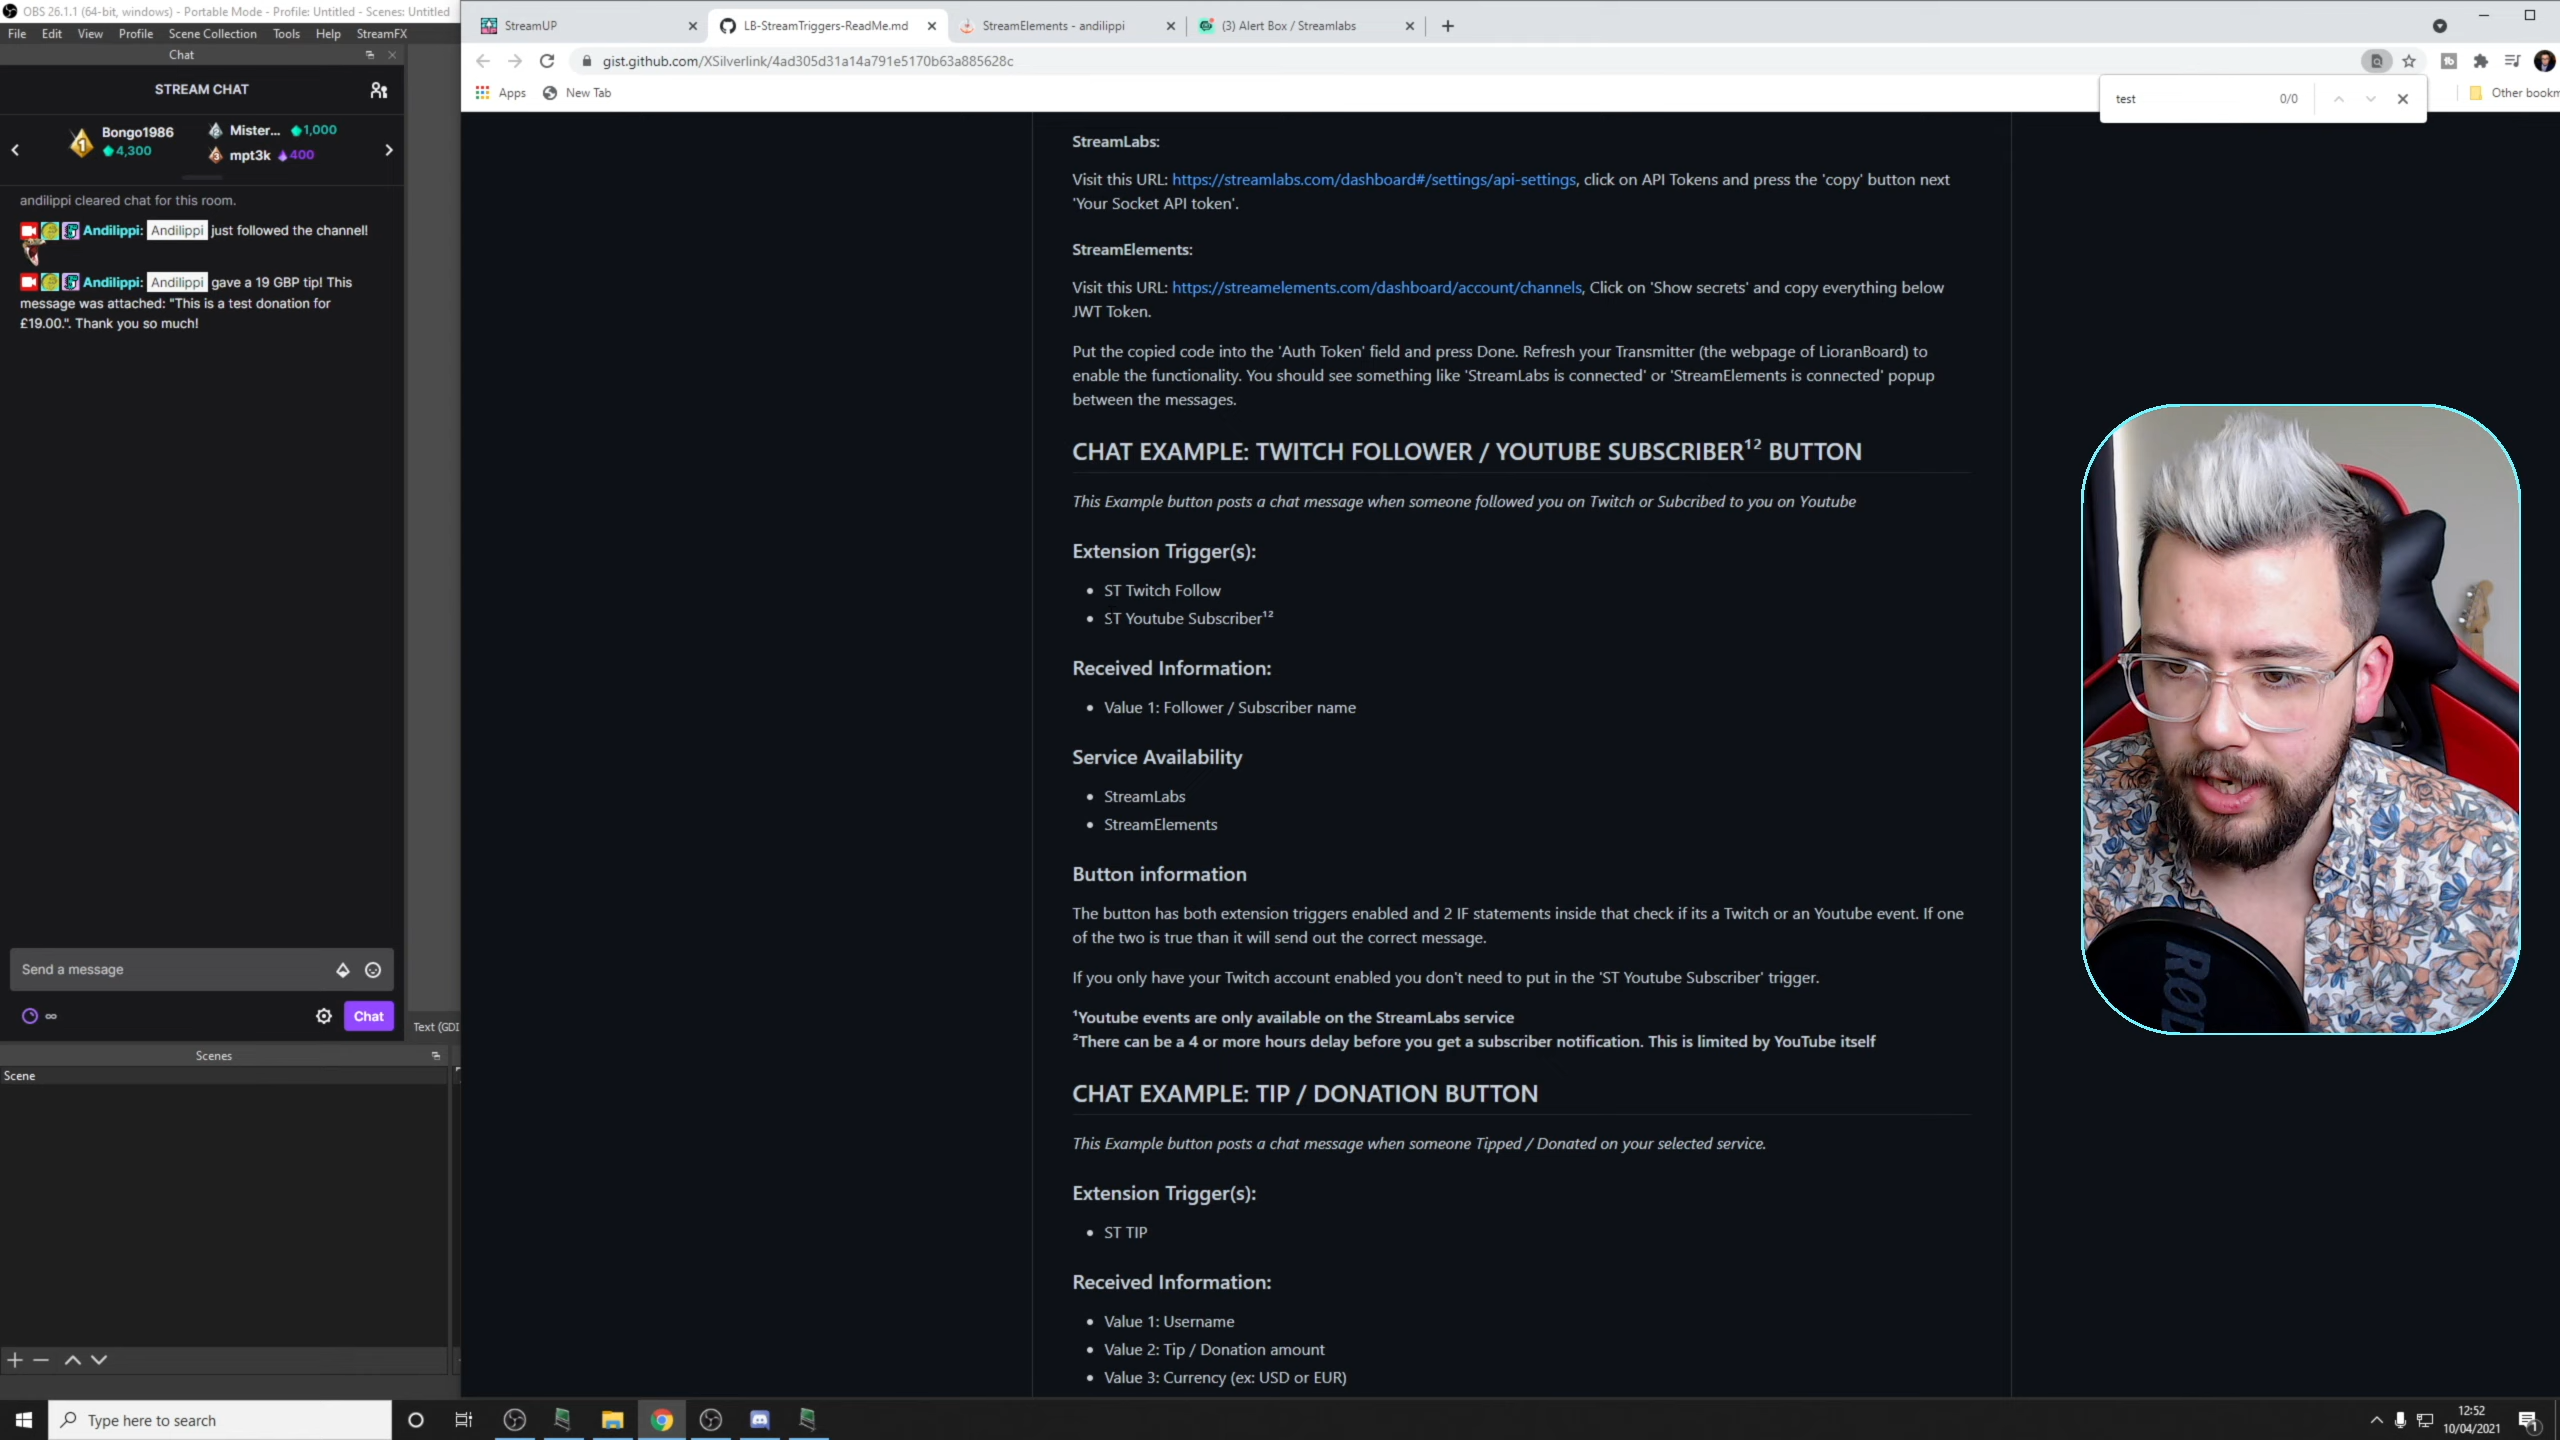 OBS 26.1.1 (64-bit, windows) - Portable Mode - Profile: Untitled - Scenes: Untitled
File Edit View Profile Scene Collection Tools Help StreamFX
Chat
STREAM CHAT
Bongo1986
4,300
Mister... 1,000
mpt3k 400
andilippi cleared chat for this room.
Andilippi: Andilippi just followed the channel!
Andilippi: Andilippi gave a 19 GBP tip! This
message was attached: "This is a test donation for
£19.00.". Thank you so much!
Send a message
∞
Chat
Text (GDI
Scenes
Scene
StreamUP
LB-StreamTriggers-ReadMe.md
StreamElements - andilippi
(3) Alert Box / Streamlabs
gist.github.com/XSilverlink/4ad305d31a14a791e5170b63a885628c
Apps
New Tab
Other bookm
test 0/0
StreamLabs:
Visit this URL: https://streamlabs.com/dashboard#/settings/api-settings, click on API Tokens and press the 'copy' button next
'Your Socket API token'.
StreamElements:
Visit this URL: https://streamelements.com/dashboard/account/channels, Click on 'Show secrets' and copy everything below
JWT Token.
Put the copied code into the 'Auth Token' field and press Done. Refresh your Transmitter (the webpage of LioranBoard) to
enable the functionality. You should see something like 'StreamLabs is connected' or 'StreamElements is connected' popup
between the messages.
CHAT EXAMPLE: TWITCH FOLLOWER / YOUTUBE SUBSCRIBER¹² BUTTON
This Example button posts a chat message when someone followed you on Twitch or Subcribed to you on Youtube
Extension Trigger(s):
• ST Twitch Follow
• ST Youtube Subscriber¹²
Received Information:
• Value 1: Follower / Subscriber name
Service Availability
• StreamLabs
• StreamElements
Button information
The button has both extension triggers enabled and 2 IF statements inside that check if its a Twitch or an Youtube event. If one
of the two is true than it will send out the correct message.
If you only have your Twitch account enabled you don't need to put in the 'ST Youtube Subscriber' trigger.
¹Youtube events are only available on the StreamLabs service
²There can be a 4 or more hours delay before you get a subscriber notification. This is limited by YouTube itself
CHAT EXAMPLE: TIP / DONATION BUTTON
This Example button posts a chat message when someone Tipped / Donated on your selected service.
Extension Trigger(s):
• ST TIP
Received Information:
• Value 1: Username
• Value 2: Tip / Donation amount
• Value 3: Currency (ex: USD or EUR)
Type here to search
12:52
10/04/2021
1